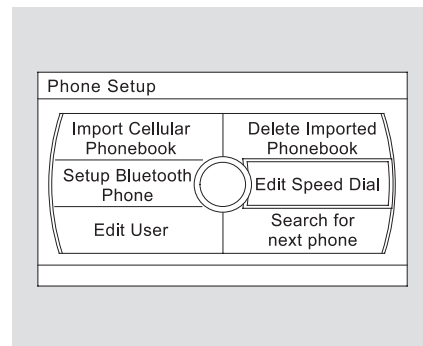 Phone Setup
Import Cellular
Phonebook
Delete Imported
Phonebook
Setup Bluetooth
Phone
Edit Speed Dial
Edit User
Search for
next phone